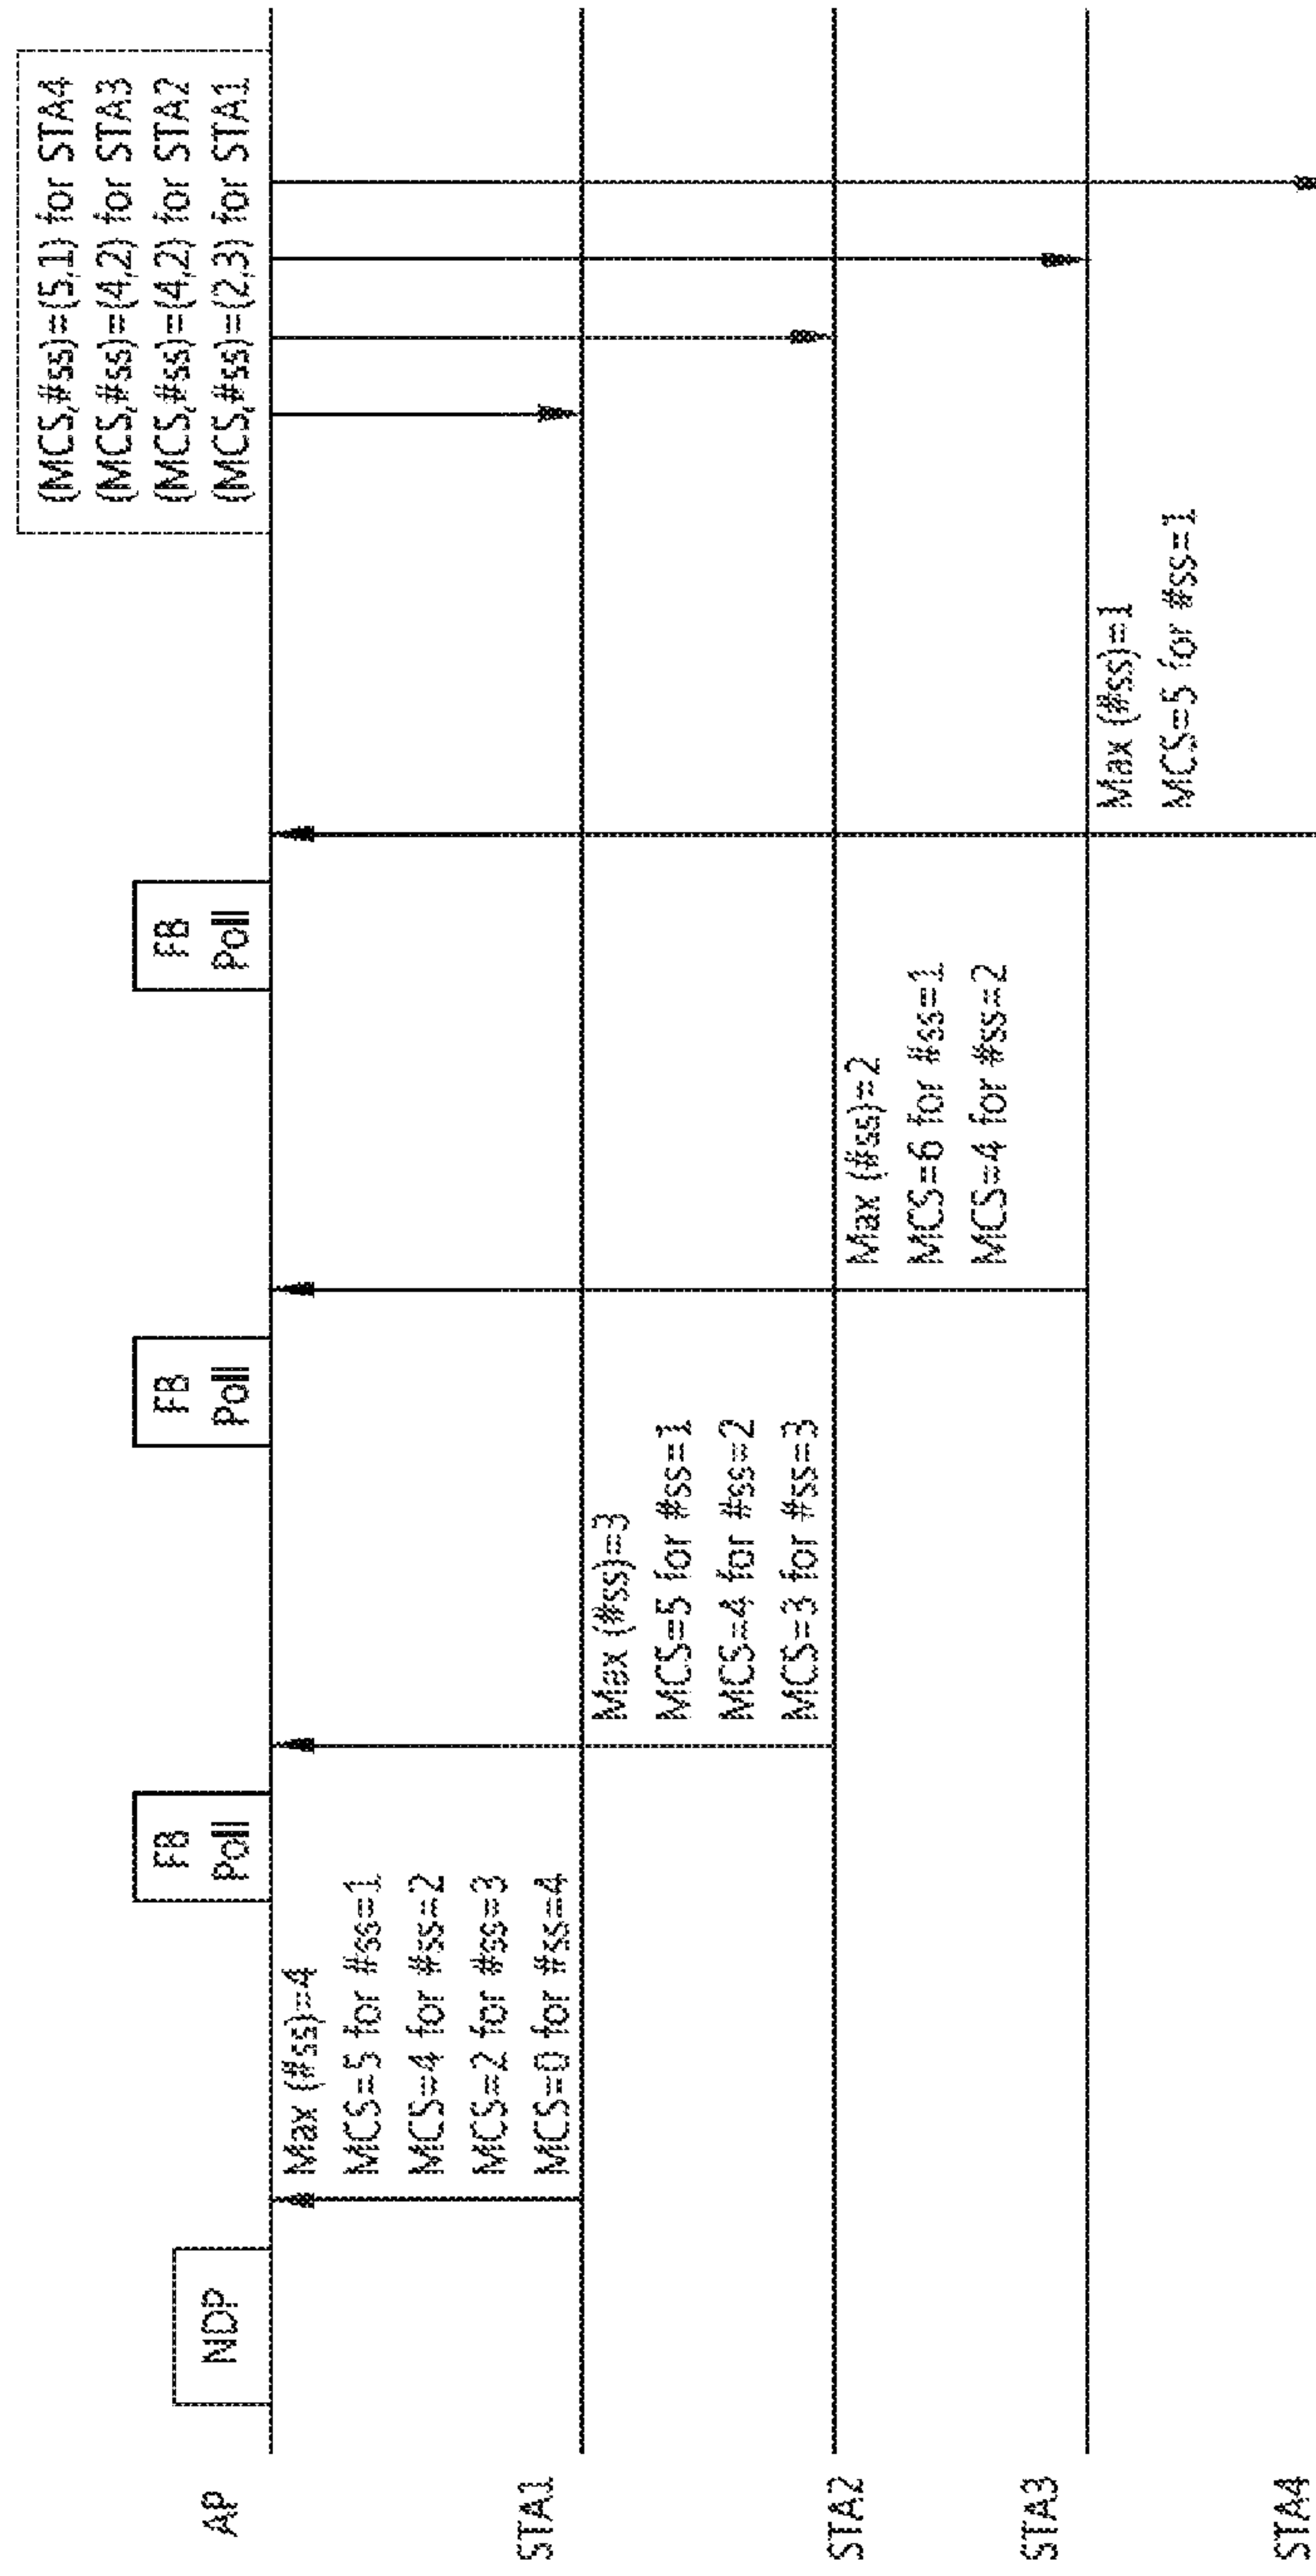 (MCS,#ss)=(5,1) for STA4
(MCS,#ss)=(4,2) for STA3
(MCS,#ss)=(4,2) for STA2
(MCS,#ss)=(2,3) for STA1
AP
NDP
FB
Poll
FB
Poll
FB
Poll
Max (#ss)=4
MCS=5 for #ss=1
MCS=4 for #ss=2
MCS=2 for #ss=3
MCS=0 for #ss=4
STA1
Max (#ss)=3
MCS=5 for #ss=1
MCS=4 for #ss=2
MCS=3 for #ss=3
STA2
Max (#ss)=2
MCS=6 for #ss=1
MCS=4 for #ss=2
STA3
Max (#ss)=1
MCS=5 for #ss=1
STA4